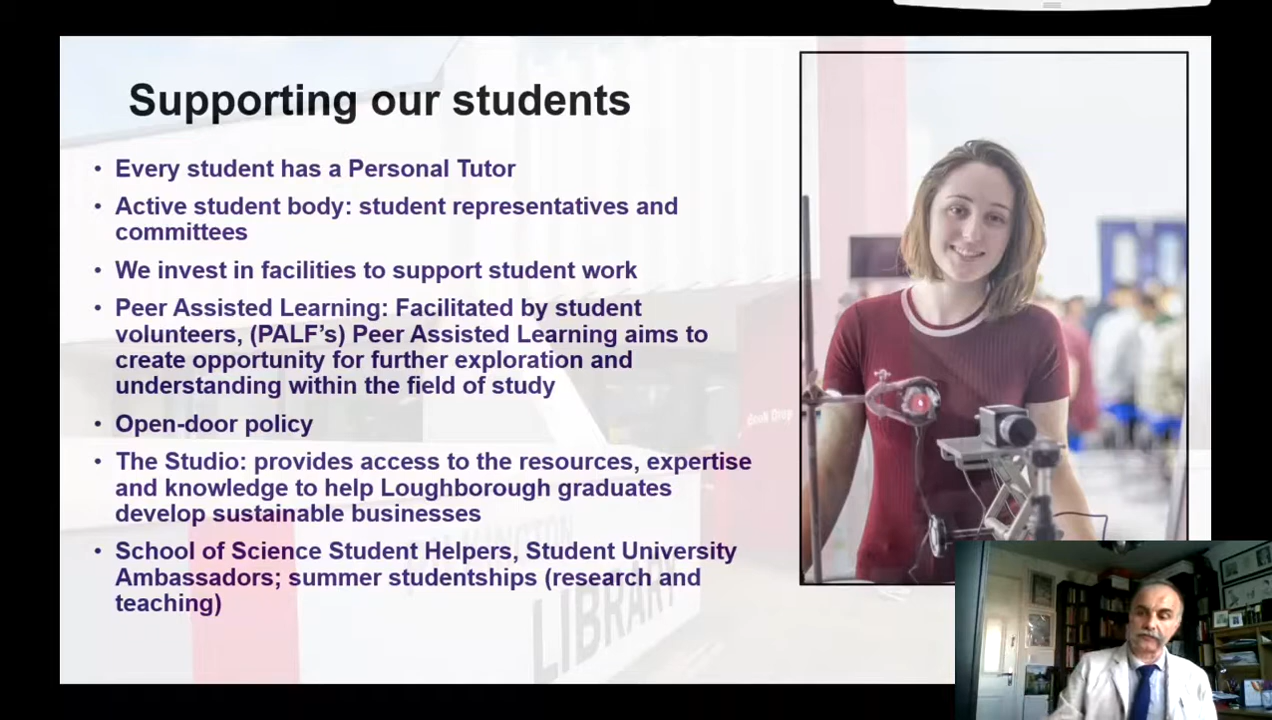 Supporting our students
• Every student has a Personal Tutor
• Active student body: student representatives and
committees
• We invest in facilities to support student work
• Peer Assisted Learning: Facilitated by student
volunteers, (PALF’s) Peer Assisted Learning aims to
create opportunity for further exploration and
understanding within the field of study
• Open-door policy
Book Drop
• The Studio: provides access to the resources, expertise
and knowledge to help Loughborough graduates
develop sustainable businesses
• School of Science Student Helpers, Student University
Ambassadors; summer studentships (research and
teaching)
PILKINGTON
LIBRARY